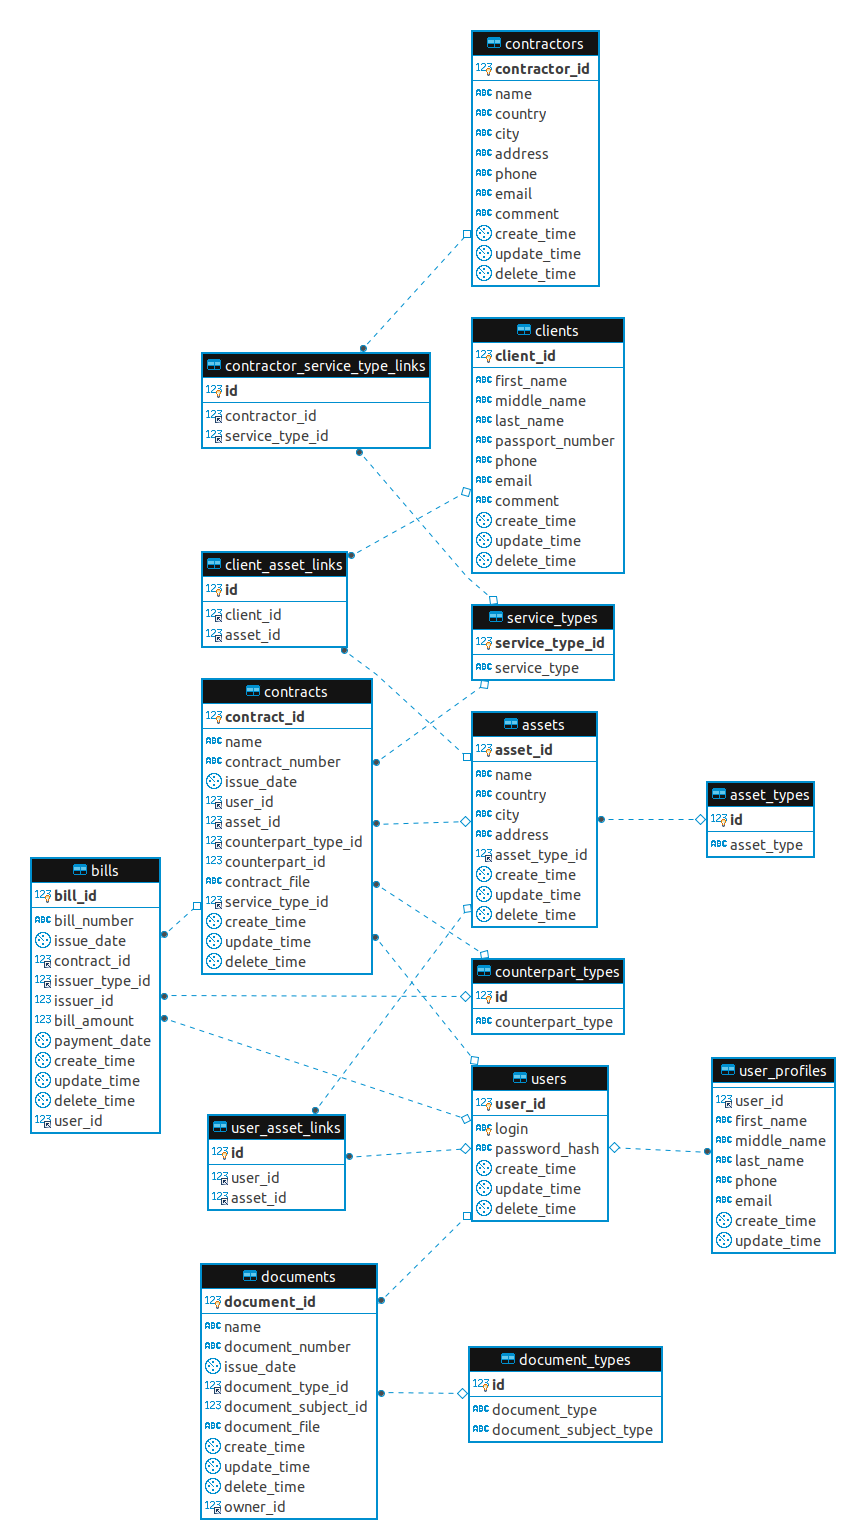 contractors
123 contractor_id
ABC name
ABC country
ABC city
ABC address
ABC phone
ABC email
ABC comment
create_time
update_time
delete_time
clients
123 client_id
ABC first_name
ABC middle_name
ABC last_name
ABC passport_number
ABC phone
ABC email
ABC comment
create_time
update_time
delete_time
contractor_service_type_links
123 id
123 contractor_id
123 service_type_id
client_asset_links
123 id
123 client_id
123 asset_id
service_types
123 service_type_id
ABC service_type
contracts
123 contract_id
ABC name
ABC contract_number
issue_date
123 user_id
123 asset_id
123 counterpart_type_id
123 counterpart_id
ABC contract_file
123 service_type_id
create_time
update_time
delete_time
assets
123 asset_id
ABC name
ABC country
ABC city
ABC address
123 asset_type_id
create_time
update_time
delete_time
asset_types
123 id
ABC asset_type
bills
123 bill_id
ABC bill_number
issue_date
123 contract_id
123 issuer_type_id
123 issuer_id
123 bill_amount
payment_date
create_time
update_time
delete_time
123 user_id
counterpart_types
123 id
ABC counterpart_type
users
123 user_id
ABC login
ABC password_hash
create_time
update_time
delete_time
user_profiles
123 user_id
ABC first_name
ABC middle_name
ABC last_name
ABC phone
ABC email
create_time
update_time
user_asset_links
123 id
123 user_id
123 asset_id
documents
123 document_id
ABC name
ABC document_number
issue_date
123 document_type_id
123 document_subject_id
ABC document_file
create_time
update_time
delete_time
123 owner_id
document_types
123 id
ABC document_type
ABC document_subject_type